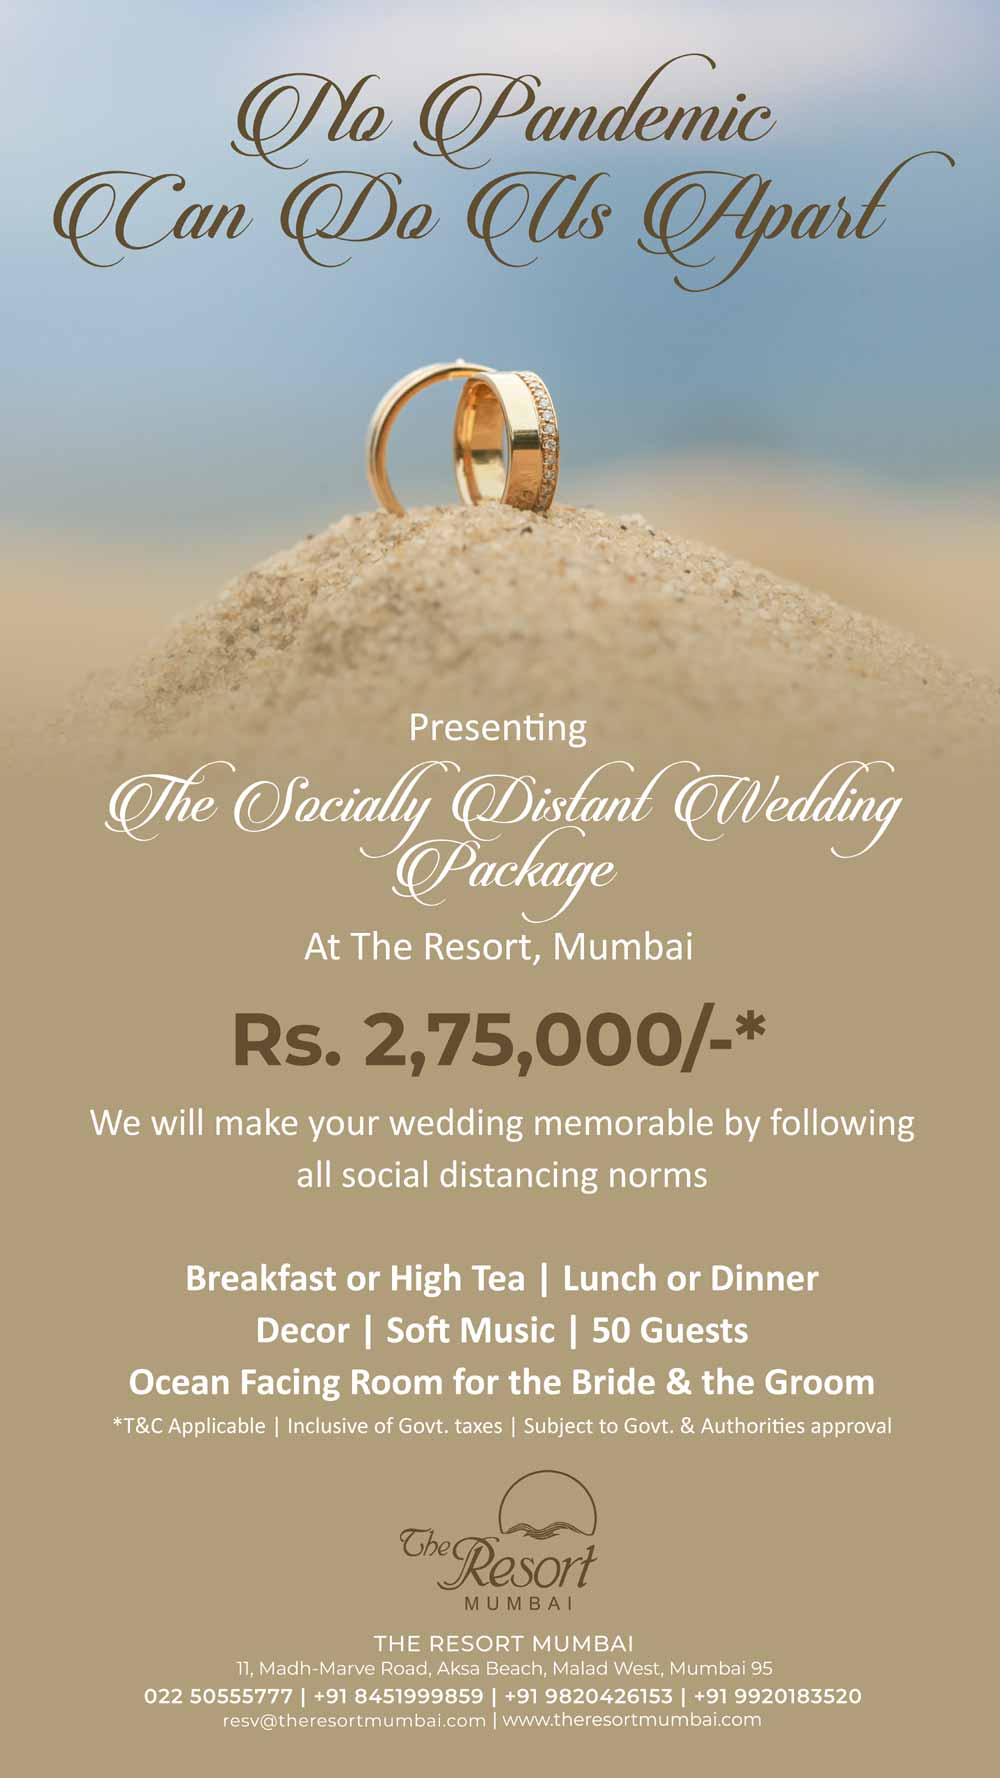 No Pandemic
Can Do Us Apart
Presenting
The Socially Distant Wedding
Package
At The Resort, Mumbai
Rs. 2,75,000/-*
We will make your wedding memorable by following
all social distancing norms
Breakfast or High Tea | Lunch or Dinner
Decor | Soft Music | 50 Guests
Ocean Facing Room for the Bride & the Groom
*T&C Applicable | Inclusive of Govt. taxes | Subject to Govt. & Authorities approval
The Resort
MUMBAI
THE RESORT MUMBAI
11, Madh-Marve Road, Aksa Beach, Malad West, Mumbai 95
022 50555777 | +91 8451999859 | +91 9820426153 | +91 9920183520
resv@theresortmumbai.com | www.theresortmumbai.com